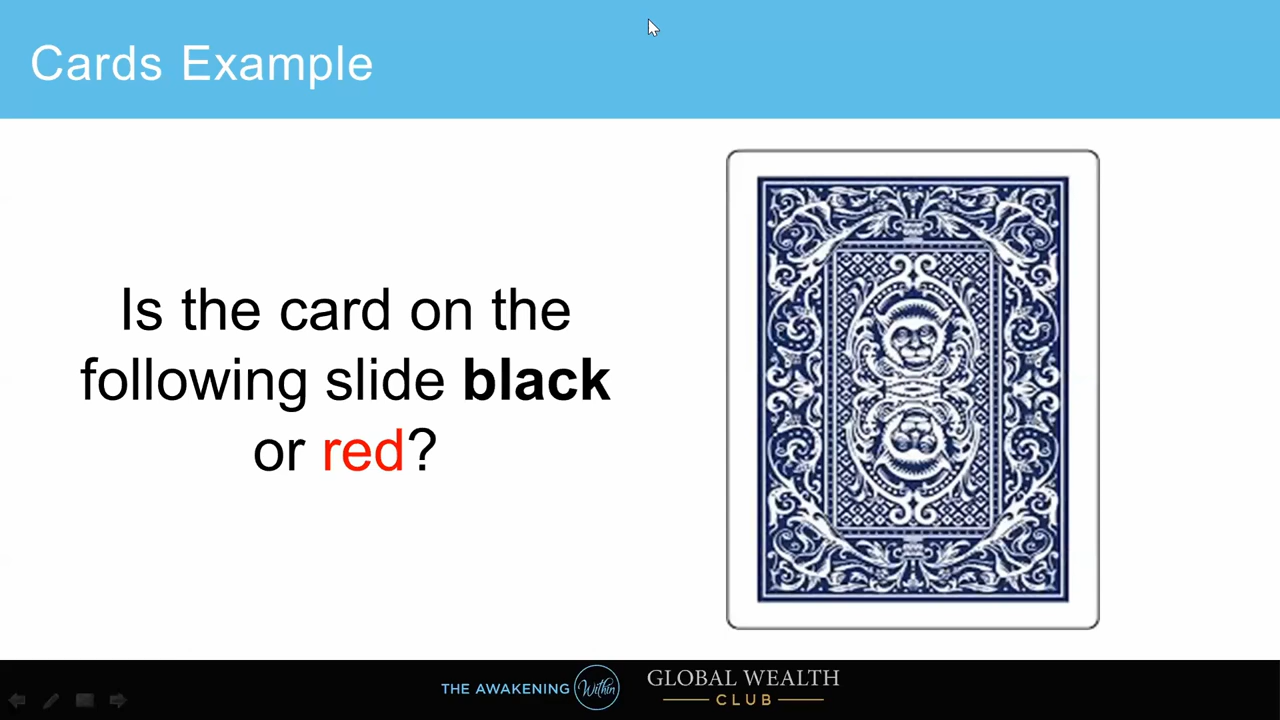 Cards Example
Is the card on the
following slide black
or red?
THE AWAKENING Within
GLOBAL WEALTH
CLUB